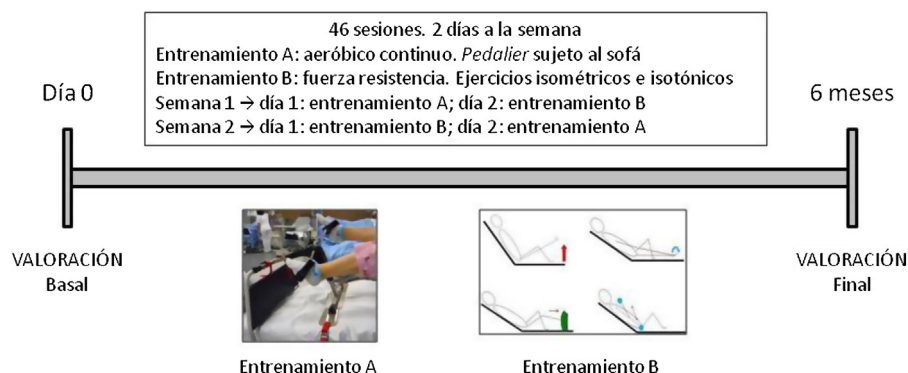 46 sesiones. 2 días a la semana
Entrenamiento A: aeróbico continuo. Pedalier sujeto al sofá
Entrenamiento B: fuerza resistencia. Ejercicios isométricos e isotónicos
Semana 1 → día 1: entrenamiento A; día 2: entrenamiento B
Semana 2 → día 1: entrenamiento B; día 2: entrenamiento A
Día 0
6 meses
VALORACIÓN
Basal
VALORACIÓN
Final
Entrenamiento A
Entrenamiento B